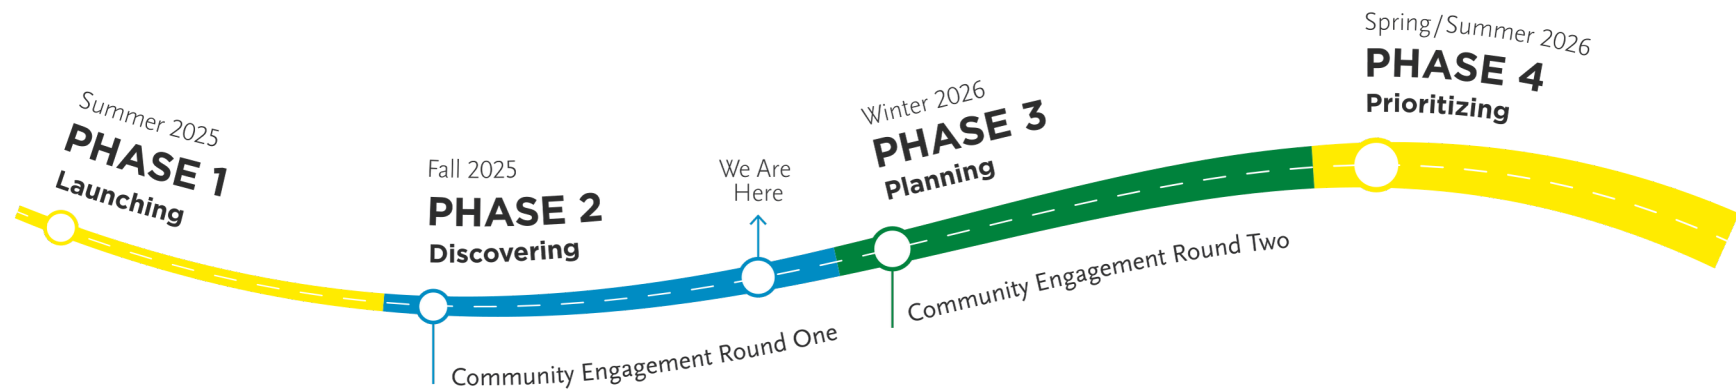 Summer 2025
PHASE 1
Launching
Fall 2025
PHASE 2
Discovering
Community Engagement Round One
We Are
Here
Winter 2026
PHASE 3
Planning
Community Engagement Round Two
Spring/Summer 2026
PHASE 4
Prioritizing